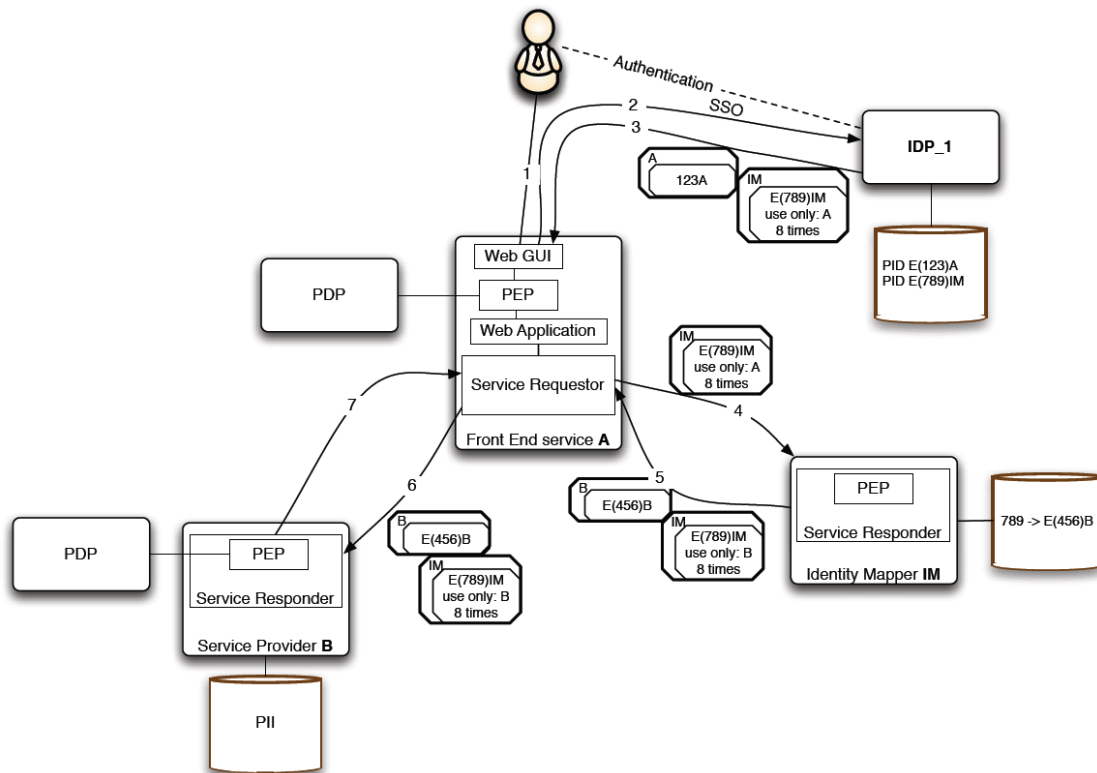 Authentication
2
SSO
3
IDP_1
A
123A
IM
E(789)IM
use only: A
8 times
1
PID E(123)A
PID E(789)IM
Web GUI
PDP
PEP
Web Application
Service Requestor
Front End service A
IM
E(789)IM
use only: A
8 times
4
7
5
6
B
E(456)B
IM
E(789)IM
use only: B
8 times
PEP
Service Responder
Identity Mapper IM
789 -> E(456)B
PDP
PEP
Service Responder
Service Provider B
B
E(456)B
IM
E(789)IM
use only: B
8 times
PII